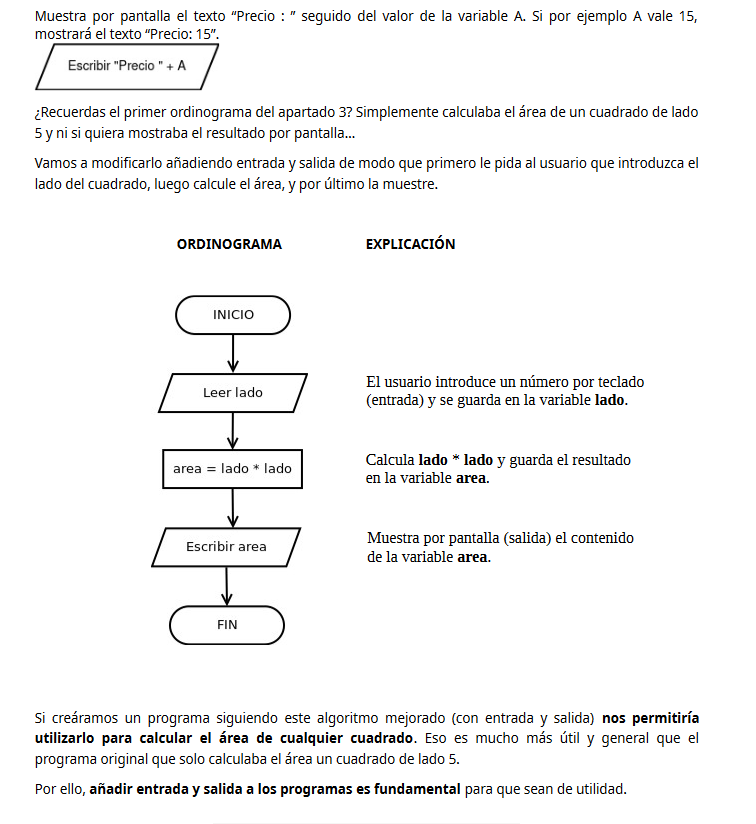 Muestra por pantalla el texto “Precio : ” seguido del valor de la variable A. Si por ejemplo A vale 15,
mostrará el texto “Precio: 15”.
Escribir "Precio " + A
¿Recuerdas el primer ordinograma del apartado 3? Simplemente calculaba el área de un cuadrado de lado
5 y ni si quiera mostraba el resultado por pantalla...
Vamos a modificarlo añadiendo entrada y salida de modo que primero le pida al usuario que introduzca el
lado del cuadrado, luego calcule el área, y por último la muestre.
ORDINOGRAMA
EXPLICACIÓN
INICIO
Leer lado
El usuario introduce un número por teclado
(entrada) y se guarda en la variable lado.
area = lado * lado
Calcula lado * lado y guarda el resultado
en la variable area.
Escribir area
Muestra por pantalla (salida) el contenido
de la variable area.
FIN
Si creáramos un programa siguiendo este algoritmo mejorado (con entrada y salida) nos permitiría
utilizarlo para calcular el área de cualquier cuadrado. Eso es mucho más útil y general que el
programa original que solo calculaba el área un cuadrado de lado 5.
Por ello, añadir entrada y salida a los programas es fundamental para que sean de utilidad.